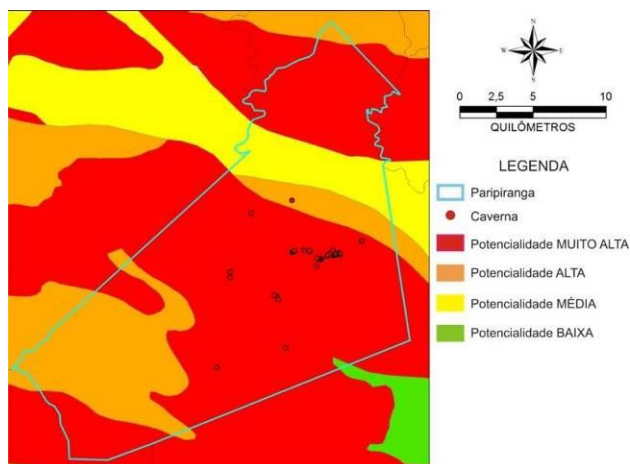 N
W E
S
0 2,5 5 10
QUILÔMETROS
LEGENDA
Paripiranga
Caverna
Potencialidade MUITO ALTA
Potencialidade ALTA
Potencialidade MÉDIA
Potencialidade BAIXA